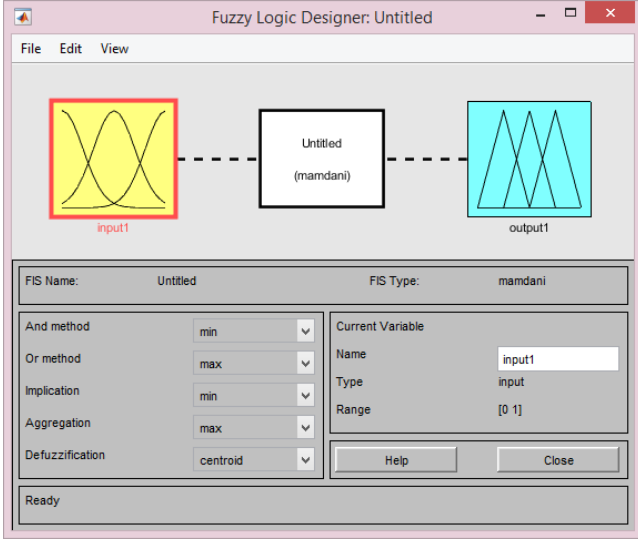 Fuzzy Logic Designer: Untitled
File Edit View
Untitled
(mamdani)
input1
output1
FIS Name: Untitled
FIS Type: mamdani
And method min
Or method max
Implication min
Aggregation max
Defuzzification centroid
Current Variable
Name input1
Type input
Range [0 1]
Help Close
Ready